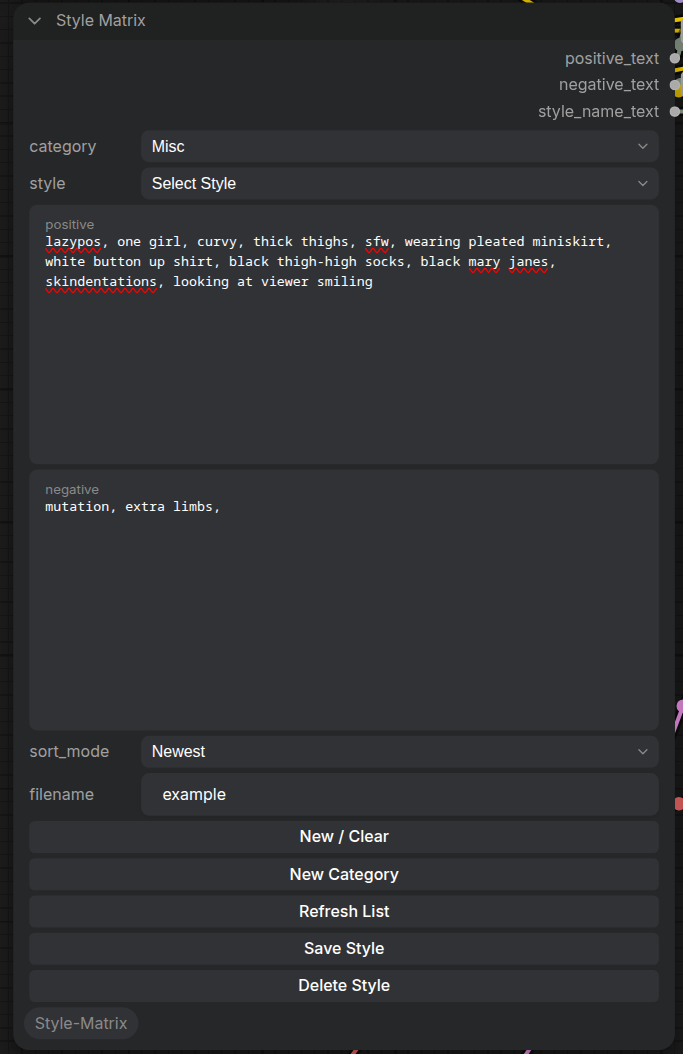 Style Matrix
positive_text
negative_text
style_name_text
category
Misc
style
Select Style
positive
lazypos, one girl, curvy, thick thighs, sfw, wearing pleated miniskirt,
white button up shirt, black thigh-high socks, black mary janes,
skindentations, looking at viewer smiling
negative
mutation, extra limbs,
sort_mode
Newest
filename
example
New / Clear
New Category
Refresh List
Save Style
Delete Style
Style-Matrix